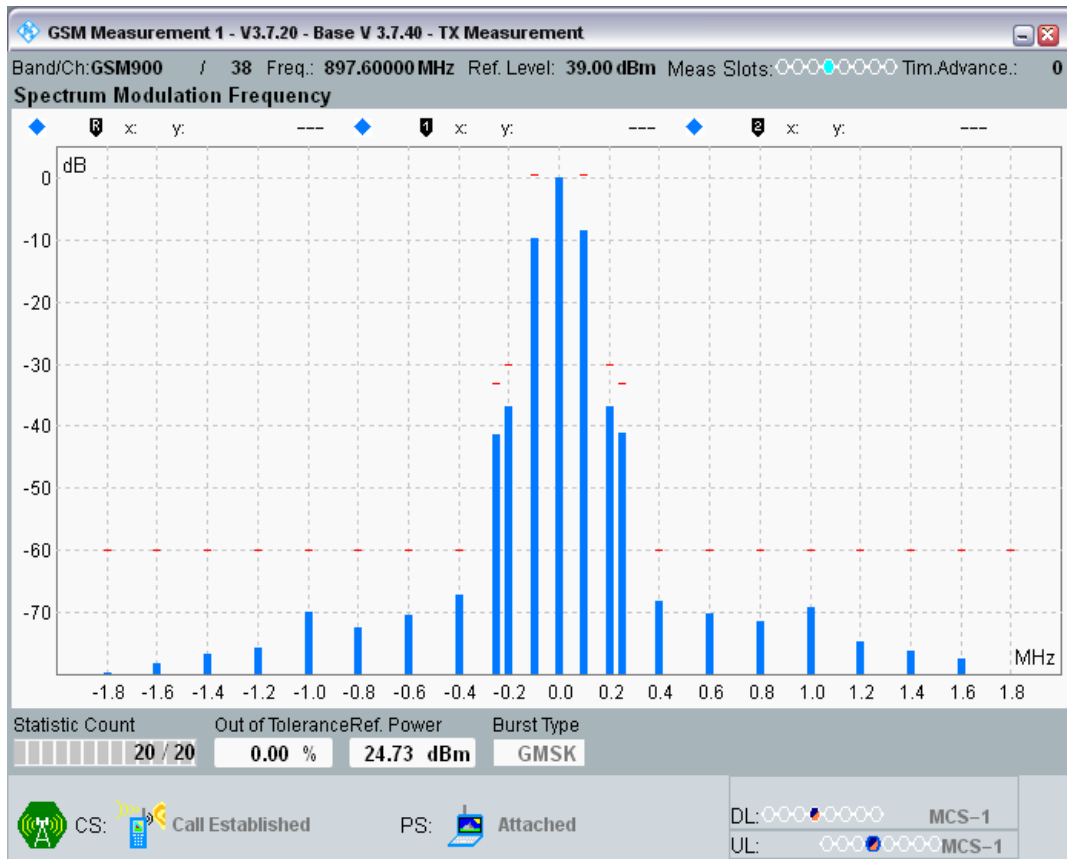 GSM Measurement 1 - V3.7.20 - Base V 3.7.40 - TX Measurement
Band/Ch:GSM900 / 38 Freq.: 897.60000 MHz Ref. Level: 39.00 dBm Meas Slots: Tim.Advance.: 0
Spectrum Modulation Frequency
R x: y: --- 1 x: y: --- 2 x: y: ---
dB
0
-10
-20
-30
-40
-50
-60
-70
MHz
-1.8 -1.6 -1.4 -1.2 -1.0 -0.8 -0.6 -0.4 -0.2 0.0 0.2 0.4 0.6 0.8 1.0 1.2 1.4 1.6 1.8
Statistic Count Out of Tolerance Ref. Power Burst Type
20 / 20 0.00 % 24.73 dBm GMSK
CS: Call Established PS: Attached
DL: MCS-1
UL: MCS-1